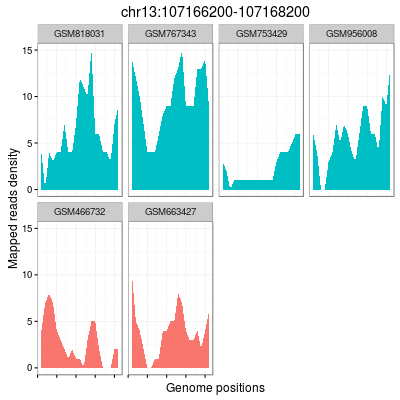 chr13:107166200-107168200
GSM818031 GSM767343 GSM753429 GSM956008
15
10
5
0
Mapped reads density
GSM466732 GSM663427
15
10
5
0
Genome positions